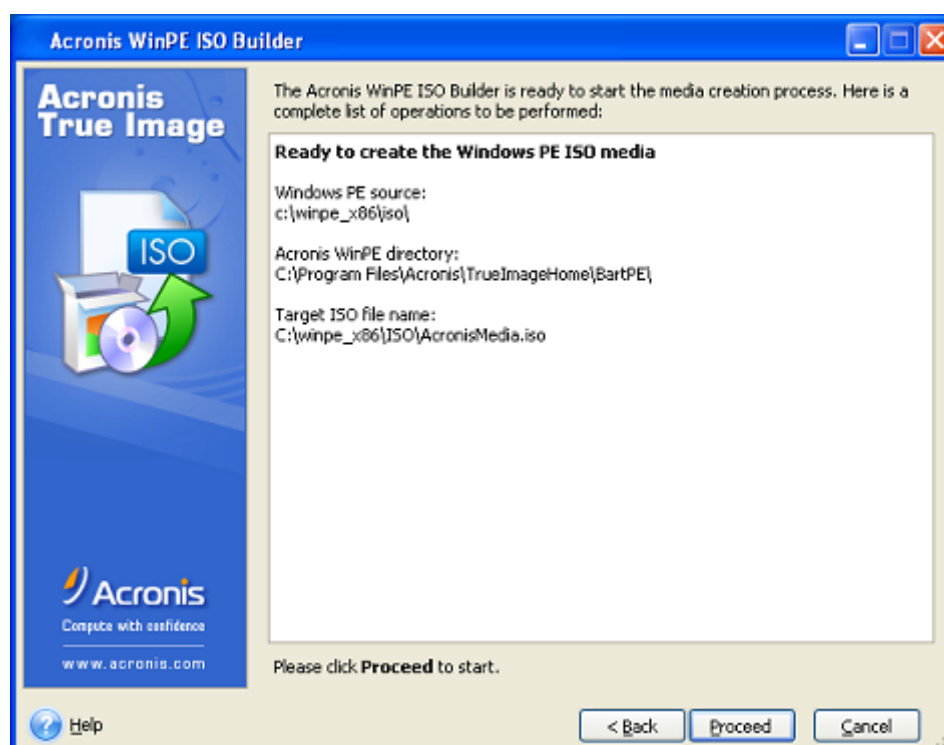 Acronis WinPE ISO Builder
Acronis
True Image
ISO
Acronis
Compute with confidence
www.acronis.com
The Acronis WinPE ISO Builder is ready to start the media creation process. Here is a
complete list of operations to be performed:
Ready to create the Windows PE ISO media
Windows PE source:
c:\winpe_x86\iso\
Acronis WinPE directory:
C:\Program Files\Acronis\TrueImageHome\BartPE\
Target ISO file name:
C:\winpe_x86\ISO\AcronisMedia.iso
Please click Proceed to start.
Help
< Back
Proceed
Cancel